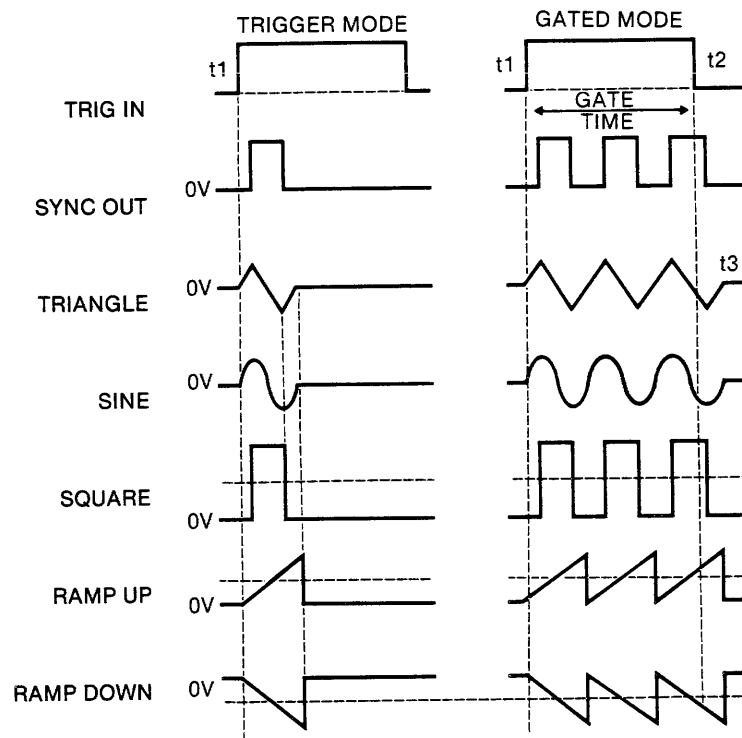 TRIGGER MODE
GATED MODE
t1
t1
t2
TRIG IN
GATE
TIME
SYNC OUT
0V
TRIANGLE
0V
t3
SINE
0V
SQUARE
0V
RAMP UP
0V
RAMP DOWN
0V